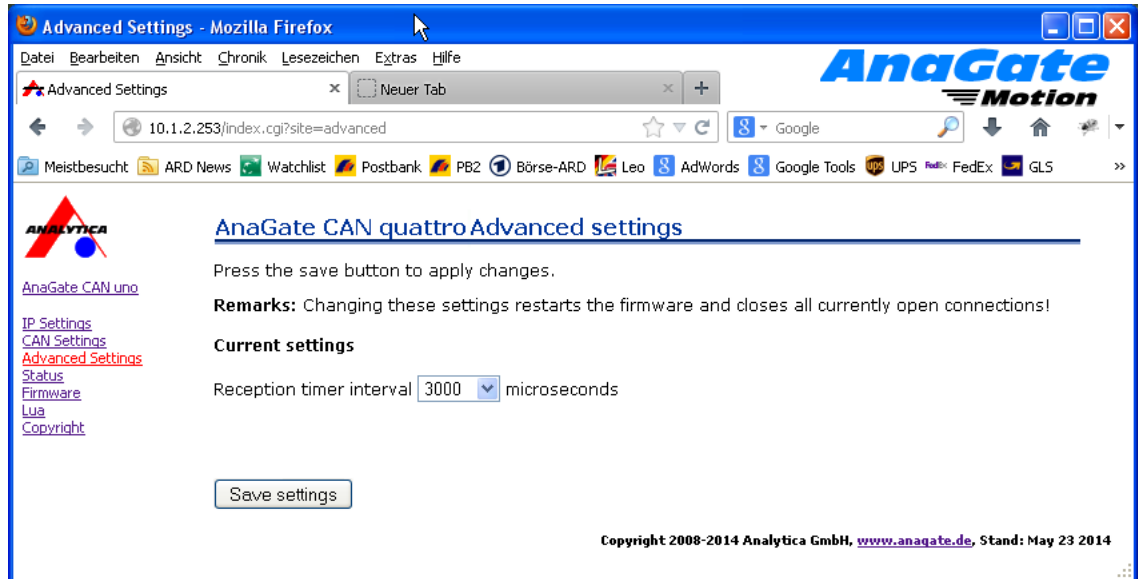 Advanced Settings - Mozilla Firefox
Datei Bearbeiten Ansicht Chronik Lesezeichen Extras Hilfe
AnaGate
Motion
Advanced Settings
Neuer Tab
10.1.2.253/index.cgi?site=advanced
Google
Meistbesucht ARD News Watchlist Postbank PB2 Börse-ARD Leo AdWords Google Tools UPS FedEx GLS
ANALYTICA
AnaGate CAN uno
IP Settings
CAN Settings
Advanced Settings
Status
Firmware
Lua
Copyright
AnaGate CAN quattro Advanced settings
Press the save button to apply changes.
Remarks: Changing these settings restarts the firmware and closes all currently open connections!
Current settings
Reception timer interval 3000 microseconds
Save settings
Copyright 2008-2014 Analytica GmbH, www.anagate.de, Stand: May 23 2014